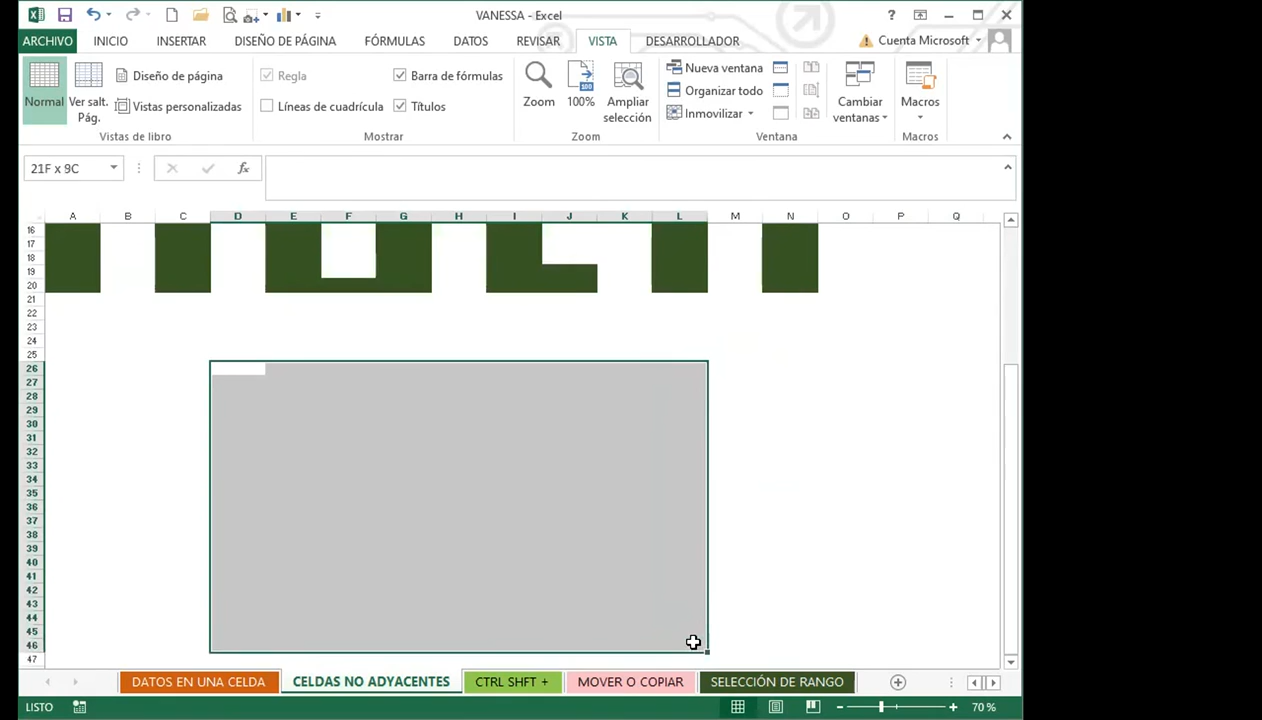 VANESSA - Excel
?
ARCHIVO INICIO INSERTAR DISEÑO DE PÁGINA FÓRMULAS DATOS REVISAR VISTA DESARROLLADOR Cuenta Microsoft
Normal
Ver salt.
Pág.
Diseño de página
Vistas personalizadas
Vistas de libro
Regla
Barra de fórmulas
Líneas de cuadrícula
Títulos
Mostrar
Zoom
100
100%
Ampliar
selección
Zoom
Nueva ventana
Organizar todo
Inmovilizar
Cambiar
ventanas
Ventana
Macros
Macros
21F x 9C
fx
A B C D E F G H I J K L M N O P Q
16
17
18
19
20
21
22
23
24
25
26
27
28
29
30
31
32
33
34
35
36
37
38
39
40
41
42
43
44
45
46
47
DATOS EN UNA CELDA CELDAS NO ADYACENTES CTRL SHFT + MOVER O COPIAR SELECCIÓN DE RANGO
LISTO
70 %